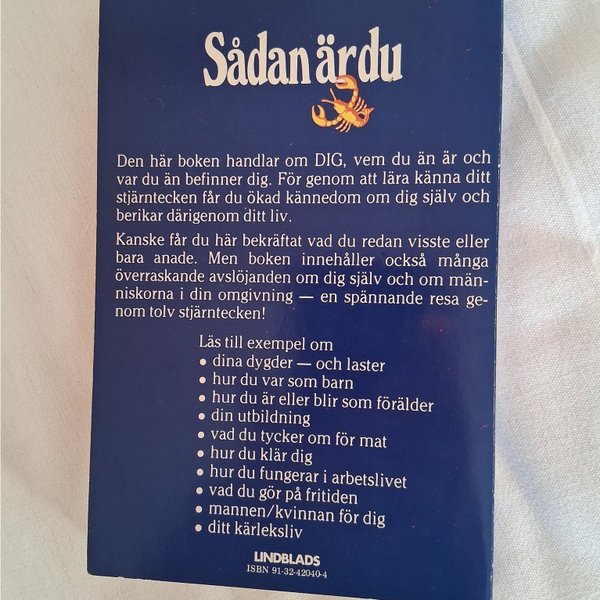 Sådan är du
Den här boken handlar om DIG, vem du än är och
var du än befinner dig. För genom att lära känna ditt
stjärntecken får du ökad kännedom om dig själv och
berikar därigenom ditt liv.
Kanske får du här bekräftat vad du redan visste eller
bara anade. Men boken innehåller också många
överraskande avslöjanden om dig själv och om män-
niskorna i din omgivning — en spännande resa ge-
nom tolv stjärntecken!
Läs till exempel om
• dina dygder — och laster
• hur du var som barn
• hur du är eller blir som förälder
• din utbildning
• vad du tycker om för mat
• hur du klär dig
• hur du fungerar i arbetslivet
• vad du gör på fritiden
• mannen/kvinnan för dig
• ditt kärleksliv
LINDBLADS
ISBN 91-32-42040-4